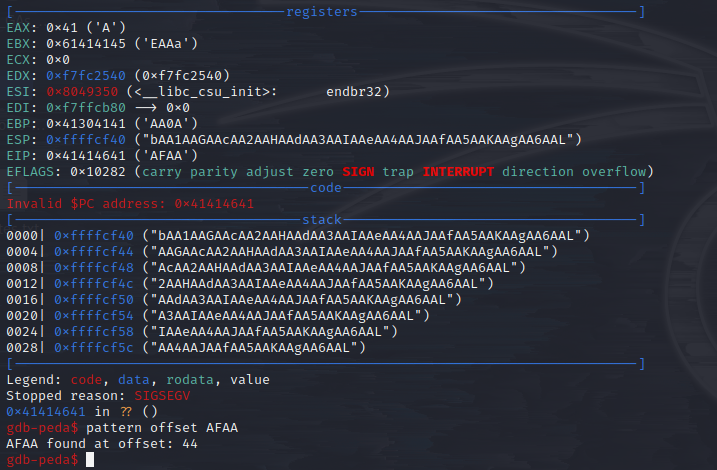 [----------------------------------registers-----------------------------------]
EAX: 0x41 ('A')
EBX: 0x61414145 ('EAAa')
ECX: 0x0
EDX: 0xf7fc2540 (0xf7fc2540)
ESI: 0x8049350 (<__libc_csu_init>: endbr32)
EDI: 0xf7ffcb80 --> 0x0
EBP: 0x41304141 ('AA0A')
ESP: 0xffffcf40 ("bAA1AAGAAcAA2AAHAAdAA3AAIAAeAA4AAJAAfAA5AAKAAgAA6AAL")
EIP: 0x41414641 ('AFAA')
EFLAGS: 0x10282 (carry parity adjust zero SIGN trap INTERRUPT direction overflow)
[-------------------------------------code-------------------------------------]
Invalid $PC address: 0x41414641
[------------------------------------stack-------------------------------------]
0000| 0xffffcf40 ("bAA1AAGAAcAA2AAHAAdAA3AAIAAeAA4AAJAAfAA5AAKAAgAA6AAL")
0004| 0xffffcf44 ("AAGAAcAA2AAHAAdAA3AAIAAeAA4AAJAAfAA5AAKAAgAA6AAL")
0008| 0xffffcf48 ("AcAA2AAHAAdAA3AAIAAeAA4AAJAAfAA5AAKAAgAA6AAL")
0012| 0xffffcf4c ("2AAHAAdAA3AAIAAeAA4AAJAAfAA5AAKAAgAA6AAL")
0016| 0xffffcf50 ("AAdAA3AAIAAeAA4AAJAAfAA5AAKAAgAA6AAL")
0020| 0xffffcf54 ("A3AAIAAeAA4AAJAAfAA5AAKAAgAA6AAL")
0024| 0xffffcf58 ("IAAeAA4AAJAAfAA5AAKAAgAA6AAL")
0028| 0xffffcf5c ("AA4AAJAAfAA5AAKAAgAA6AAL")
[------------------------------------------------------------------------------]
Legend: code, data, rodata, value
Stopped reason: SIGSEGV
0x41414641 in ?? ()
gdb-peda$ pattern offset AFAA
AFAA found at offset: 44
gdb-peda$